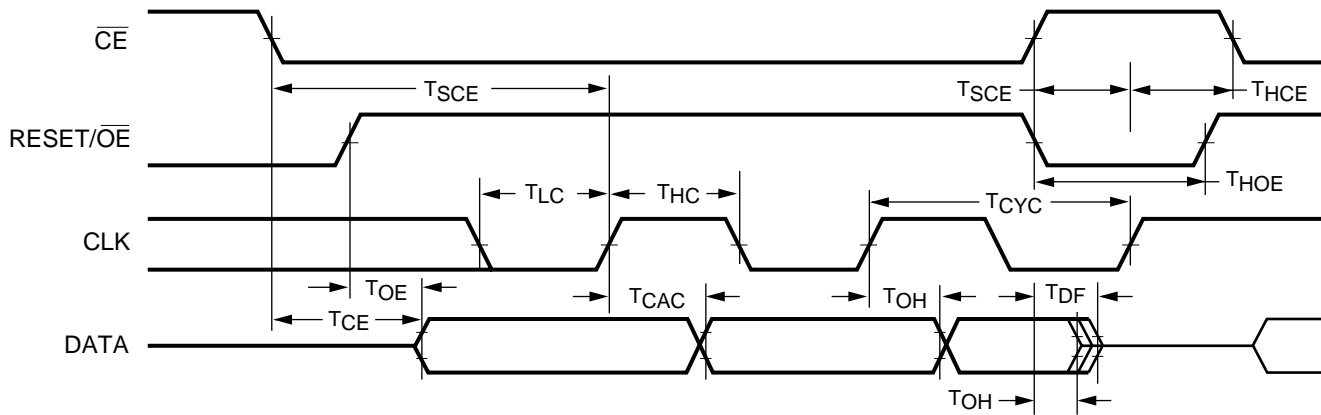 CE
TSCE
TSCE
THCE
RESET/OE
TLC
THC
TCYC
THOE
CLK
TOE
TCAC
TOH
TDF
TCE
DATA
TOH